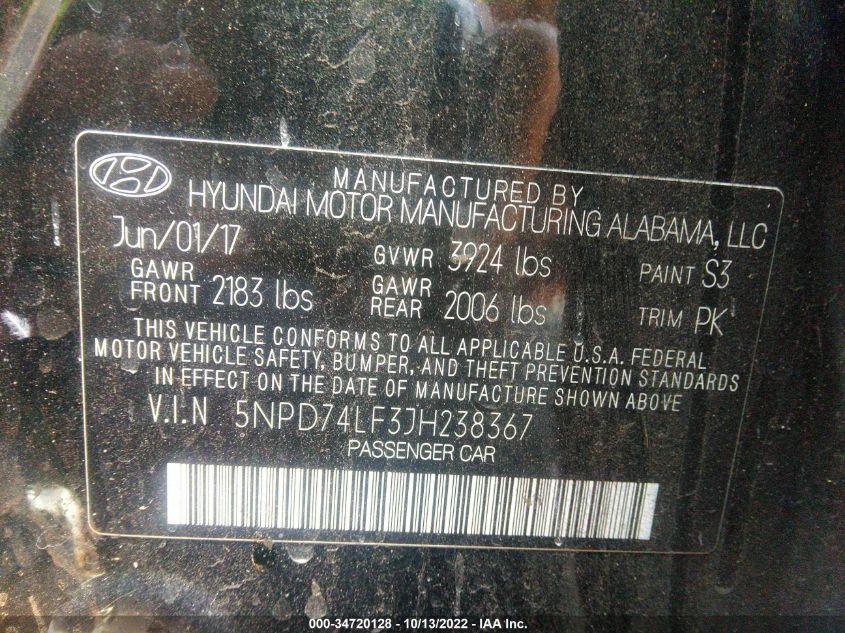 MANUFACTURED BY
HYUNDAI MOTOR MANUFACTURING ALABAMA, LLC
Jun/01/17 GVWR 3924 lbs PAINT S3
GAWR FRONT 2183 lbs GAWR REAR 2006 lbs TRIM PK
THIS VEHICLE CONFORMS TO ALL APPLICABLE U.S.A. FEDERAL
MOTOR VEHICLE SAFETY, BUMPER, AND THEFT PREVENTION STANDARDS
IN EFFECT ON THE DATE OF MANUFACTURE SHOWN ABOVE
V.I.N 5NPD74LF3JH238367
PASSENGER CAR
000-34720128 - 10/13/2022 - IAA Inc.